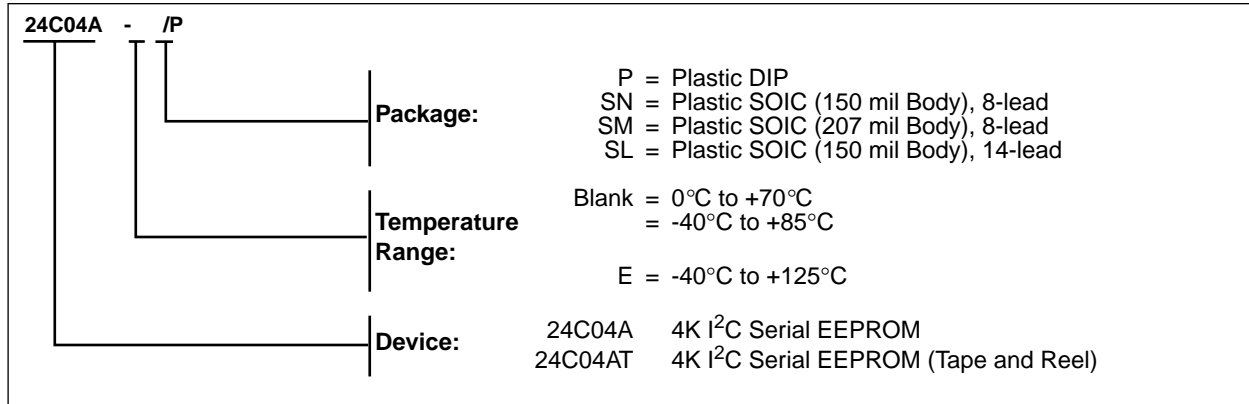 24C04A - /P
Package:
P = Plastic DIP
SN = Plastic SOIC (150 mil Body), 8-lead
SM = Plastic SOIC (207 mil Body), 8-lead
SL = Plastic SOIC (150 mil Body), 14-lead
Temperature
Range:
Blank = 0°C to +70°C
= -40°C to +85°C
E = -40°C to +125°C
Device:
24C04A 4K I²C Serial EEPROM
24C04AT 4K I²C Serial EEPROM (Tape and Reel)